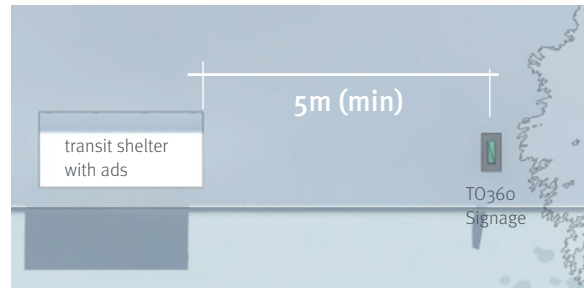 5m (min)
transit shelter
with ads
TO360
Signage